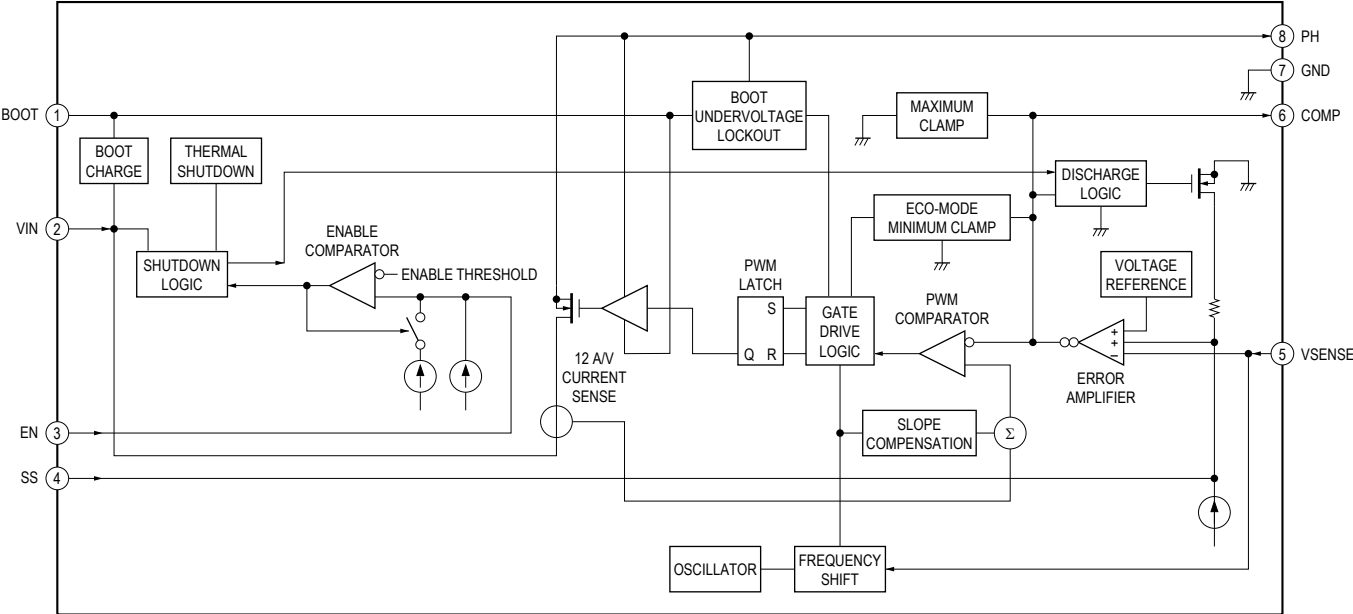 8 PH
7 GND
BOOT 1
BOOT
UNDERVOLTAGE
LOCKOUT
MAXIMUM
CLAMP
6 COMP
BOOT
CHARGE
THERMAL
SHUTDOWN
DISCHARGE
LOGIC
VIN 2
ECO-MODE
MINIMUM CLAMP
ENABLE
COMPARATOR
SHUTDOWN
LOGIC
ENABLE THRESHOLD
PWM
LATCH
S
Q R
GATE
DRIVE
LOGIC
PWM
COMPARATOR
VOLTAGE
REFERENCE
+
+
−
ERROR
AMPLIFIER
5 VSENSE
12 A/V
CURRENT
SENSE
EN 3
SLOPE
COMPENSATION
Σ
SS 4
OSCILLATOR
FREQUENCY
SHIFT